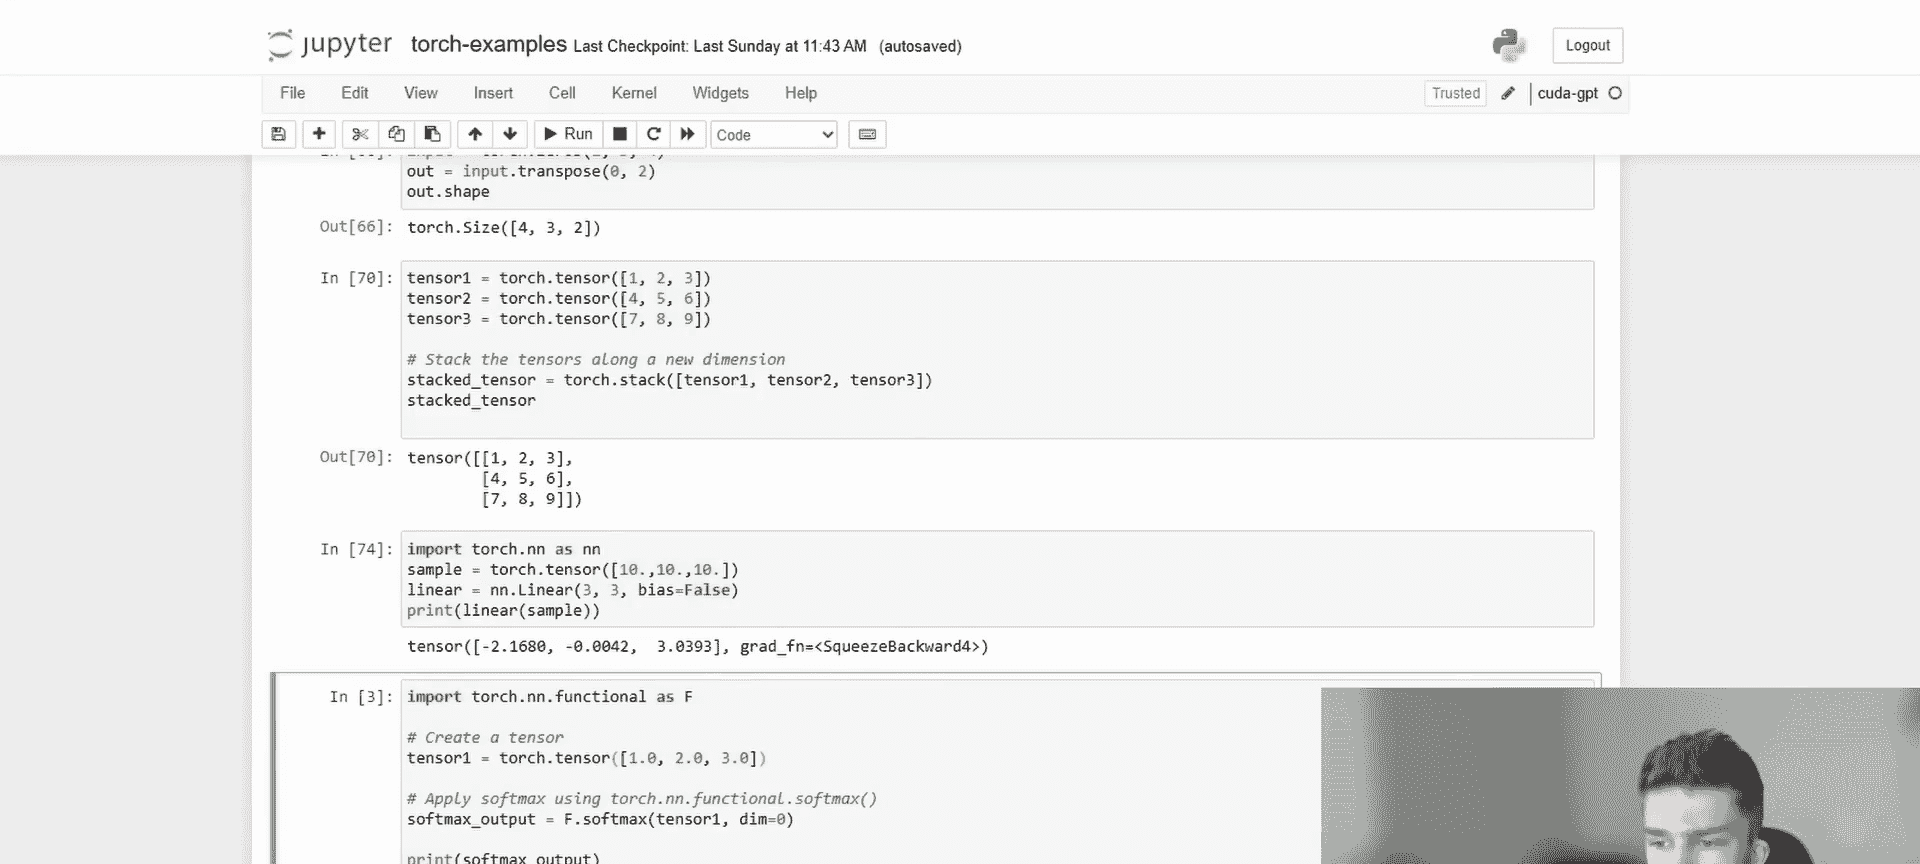 jupyter torch-examples Last Checkpoint: Last Sunday at 11:43 AM (autosaved) Logout
File Edit View Insert Cell Kernel Widgets Help Trusted cuda-gpt
Run Code
out = input.transpose(0, 2)
out.shape
Out[66]: torch.Size([4, 3, 2])
In [70]: tensor1 = torch.tensor([1, 2, 3])
tensor2 = torch.tensor([4, 5, 6])
tensor3 = torch.tensor([7, 8, 9])
# Stack the tensors along a new dimension
stacked_tensor = torch.stack([tensor1, tensor2, tensor3])
stacked_tensor
Out[70]: tensor([[1, 2, 3],
[4, 5, 6],
[7, 8, 9]])
In [74]: import torch.nn as nn
sample = torch.tensor([10.,10.,10.])
linear = nn.Linear(3, 3, bias=False)
print(linear(sample))
tensor([-2.1680, -0.0042,  3.0393], grad_fn=<SqueezeBackward4>)
In [3]: import torch.nn.functional as F
# Create a tensor
tensor1 = torch.tensor([1.0, 2.0, 3.0])
# Apply softmax using torch.nn.functional.softmax()
softmax_output = F.softmax(tensor1, dim=0)
print(softmax_output)